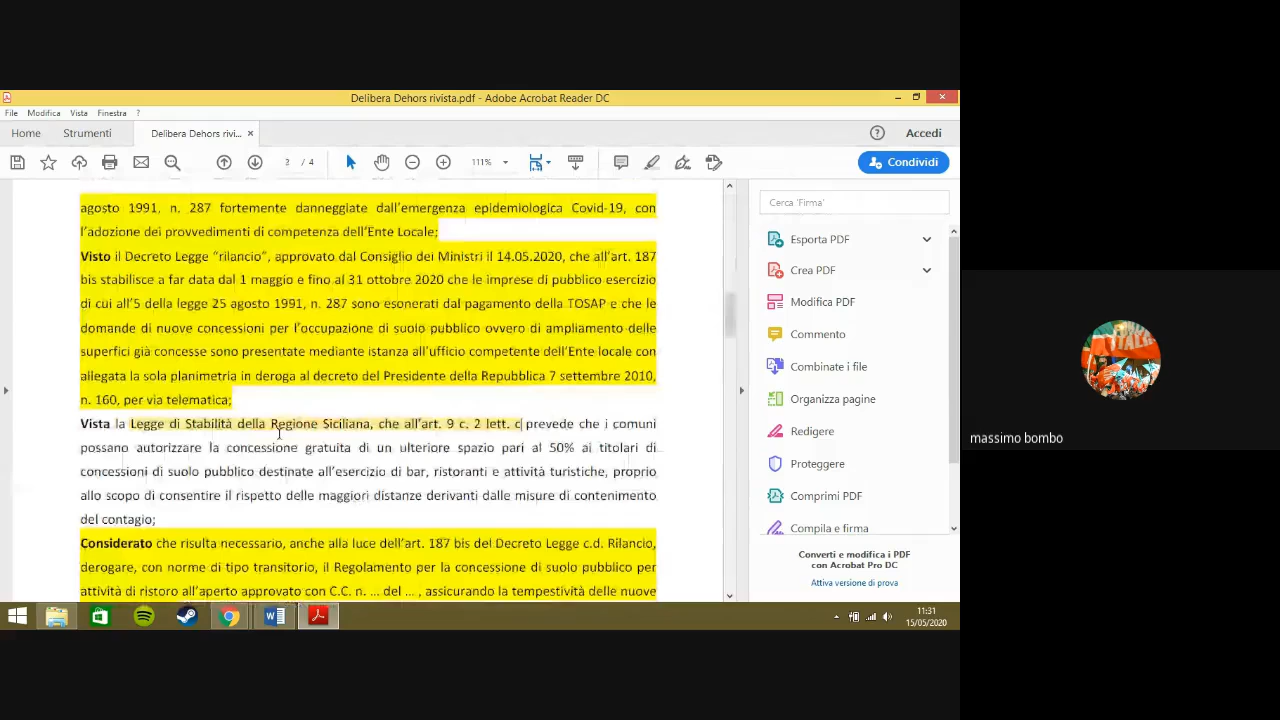 Delibera Dehors rivista.pdf - Adobe Acrobat Reader DC
File Modifica Vista Finestra ?
Home Strumenti Delibera Dehors rivi... × Accedi
3 / 4 111% Condividi
agosto 1991, n. 287 fortemente danneggiate dall'emergenza epidemiologica Covid-19, con
l'adozione dei provvedimenti di competenza dell'Ente Locale;
Visto il Decreto Legge "rilancio", approvato dal Consiglio dei Ministri il 14.05.2020, che all'art. 187
bis stabilisce a far data dal 1 maggio e fino al 31 ottobre 2020 che le imprese di pubblico esercizio
di cui all'5 della legge 25 agosto 1991, n. 287 sono esonerati dal pagamento della TOSAP e che le
domande di nuove concessioni per l'occupazione di suolo pubblico ovvero di ampliamento delle
superfici già concesse sono presentate mediante istanza all'ufficio competente dell'Ente locale con
allegata la sola planimetria in deroga al decreto del Presidente della Repubblica 7 settembre 2010,
n. 160, per via telematica;
Vista la Legge di Stabilità della Regione Siciliana, che all'art. 9 c. 2 lett. c prevede che i comuni
possano autorizzare la concessione gratuita di un ulteriore spazio pari al 50% ai titolari di
concessioni di suolo pubblico destinate all'esercizio di bar, ristoranti e attività turistiche, proprio
allo scopo di consentire il rispetto delle maggiori distanze derivanti dalle misure di contenimento
del contagio;
Considerato che risulta necessario, anche alla luce dell'art. 187 bis del Decreto Legge c.d. Rilancio,
derogare, con norme di tipo transitorio, il Regolamento per la concessione di suolo pubblico per
attività di ristoro all'aperto approvato con C.C. n. ... del ... , assicurando la tempestività delle nuove
Cerca 'Firma'
Esporta PDF
Crea PDF
Modifica PDF
Commento
Combinate i file
Organizza pagine
Redigere
Proteggere
Comprimi PDF
Compila e firma
Converti e modifica i PDF
con Acrobat Pro DC
Attiva versione di prova
11:31
15/05/2020
massimo bombo